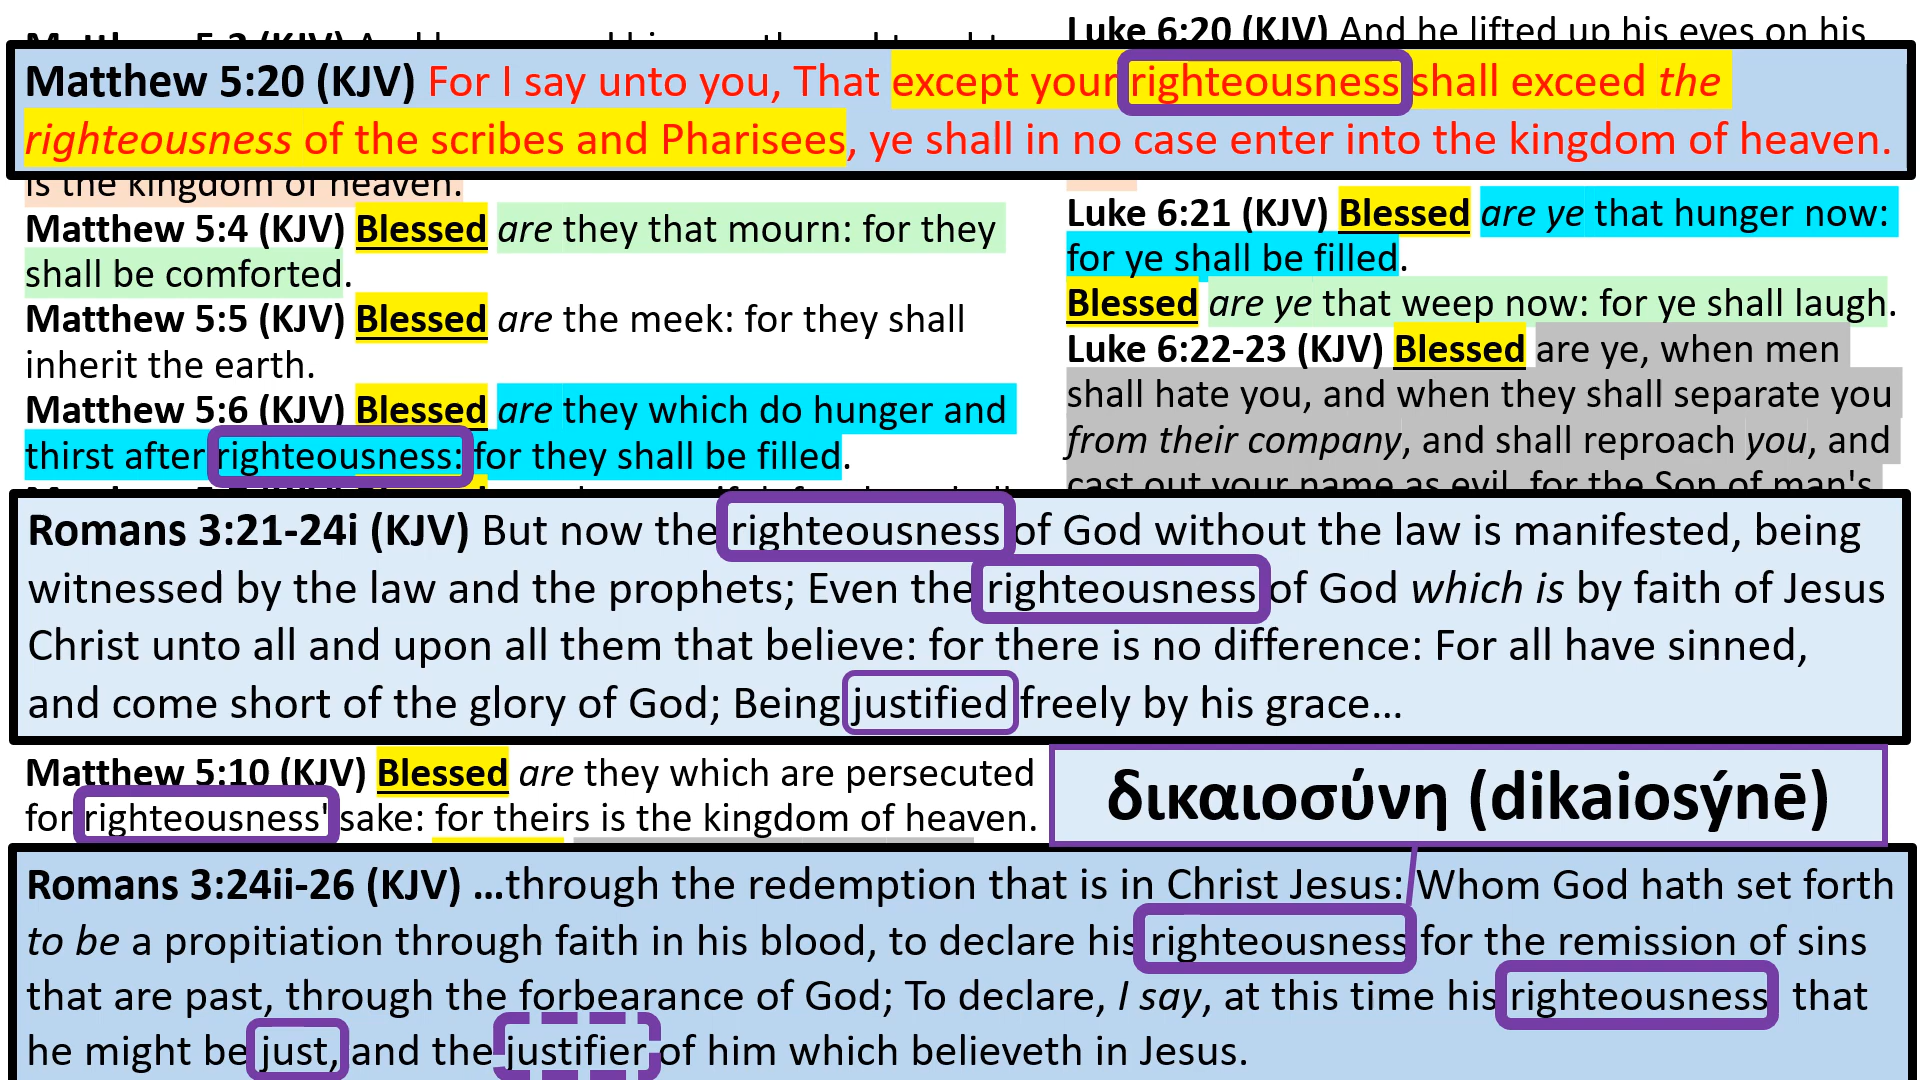 Luke 6:20 (KJV) And he lifted up his eyes on his
Matthew 5:20 (KJV) For I say unto you, That except your righteousness shall exceed the
righteousness of the scribes and Pharisees, ye shall in no case enter into the kingdom of heaven.
is the kingdom of heaven.
Matthew 5:4 (KJV) Blessed are they that mourn: for they
shall be comforted.
Matthew 5:5 (KJV) Blessed are the meek: for they shall
inherit the earth.
Matthew 5:6 (KJV) Blessed are they which do hunger and
thirst after righteousness: for they shall be filled.
Luke 6:21 (KJV) Blessed are ye that hunger now:
for ye shall be filled.
Blessed are ye that weep now: for ye shall laugh.
Luke 6:22-23 (KJV) Blessed are ye, when men
shall hate you, and when they shall separate you
from their company, and shall reproach you, and
cast out your name as evil, for the Son of man's
Romans 3:21-24i (KJV) But now the righteousness of God without the law is manifested, being
witnessed by the law and the prophets; Even the righteousness of God which is by faith of Jesus
Christ unto all and upon all them that believe: for there is no difference: For all have sinned,
and come short of the glory of God; Being justified freely by his grace…
Matthew 5:10 (KJV) Blessed are they which are persecuted
for righteousness' sake: for theirs is the kingdom of heaven.
δικαιοσύνη (dikaiosýnē)
Romans 3:24ii-26 (KJV) …through the redemption that is in Christ Jesus: Whom God hath set forth
to be a propitiation through faith in his blood, to declare his righteousness for the remission of sins
that are past, through the forbearance of God; To declare, I say, at this time his righteousness that
he might be just, and the justifier of him which believeth in Jesus.